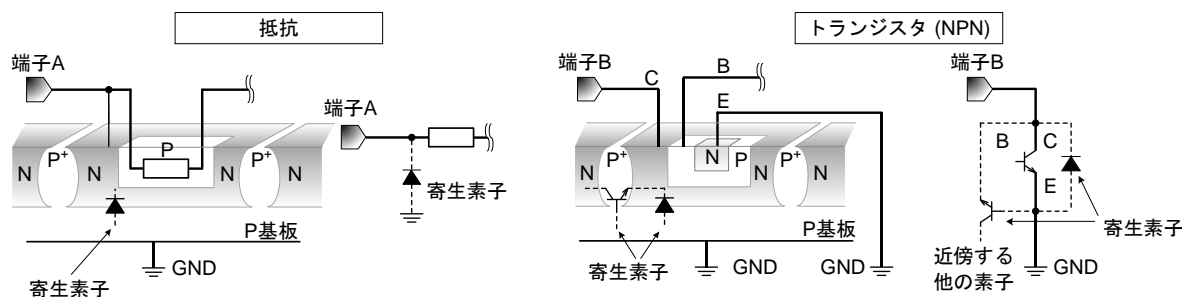 抵抗
トランジスタ (NPN)
端子A
端子A
N
P+
N
P
N
P+
N
寄生素子
P基板
GND
寄生素子
端子B
C
B
E
N
P+
N
N
P
N
P+
N
P基板
寄生素子
GND
GND
端子B
B
C
E
寄生素子
近傍する
他の素子